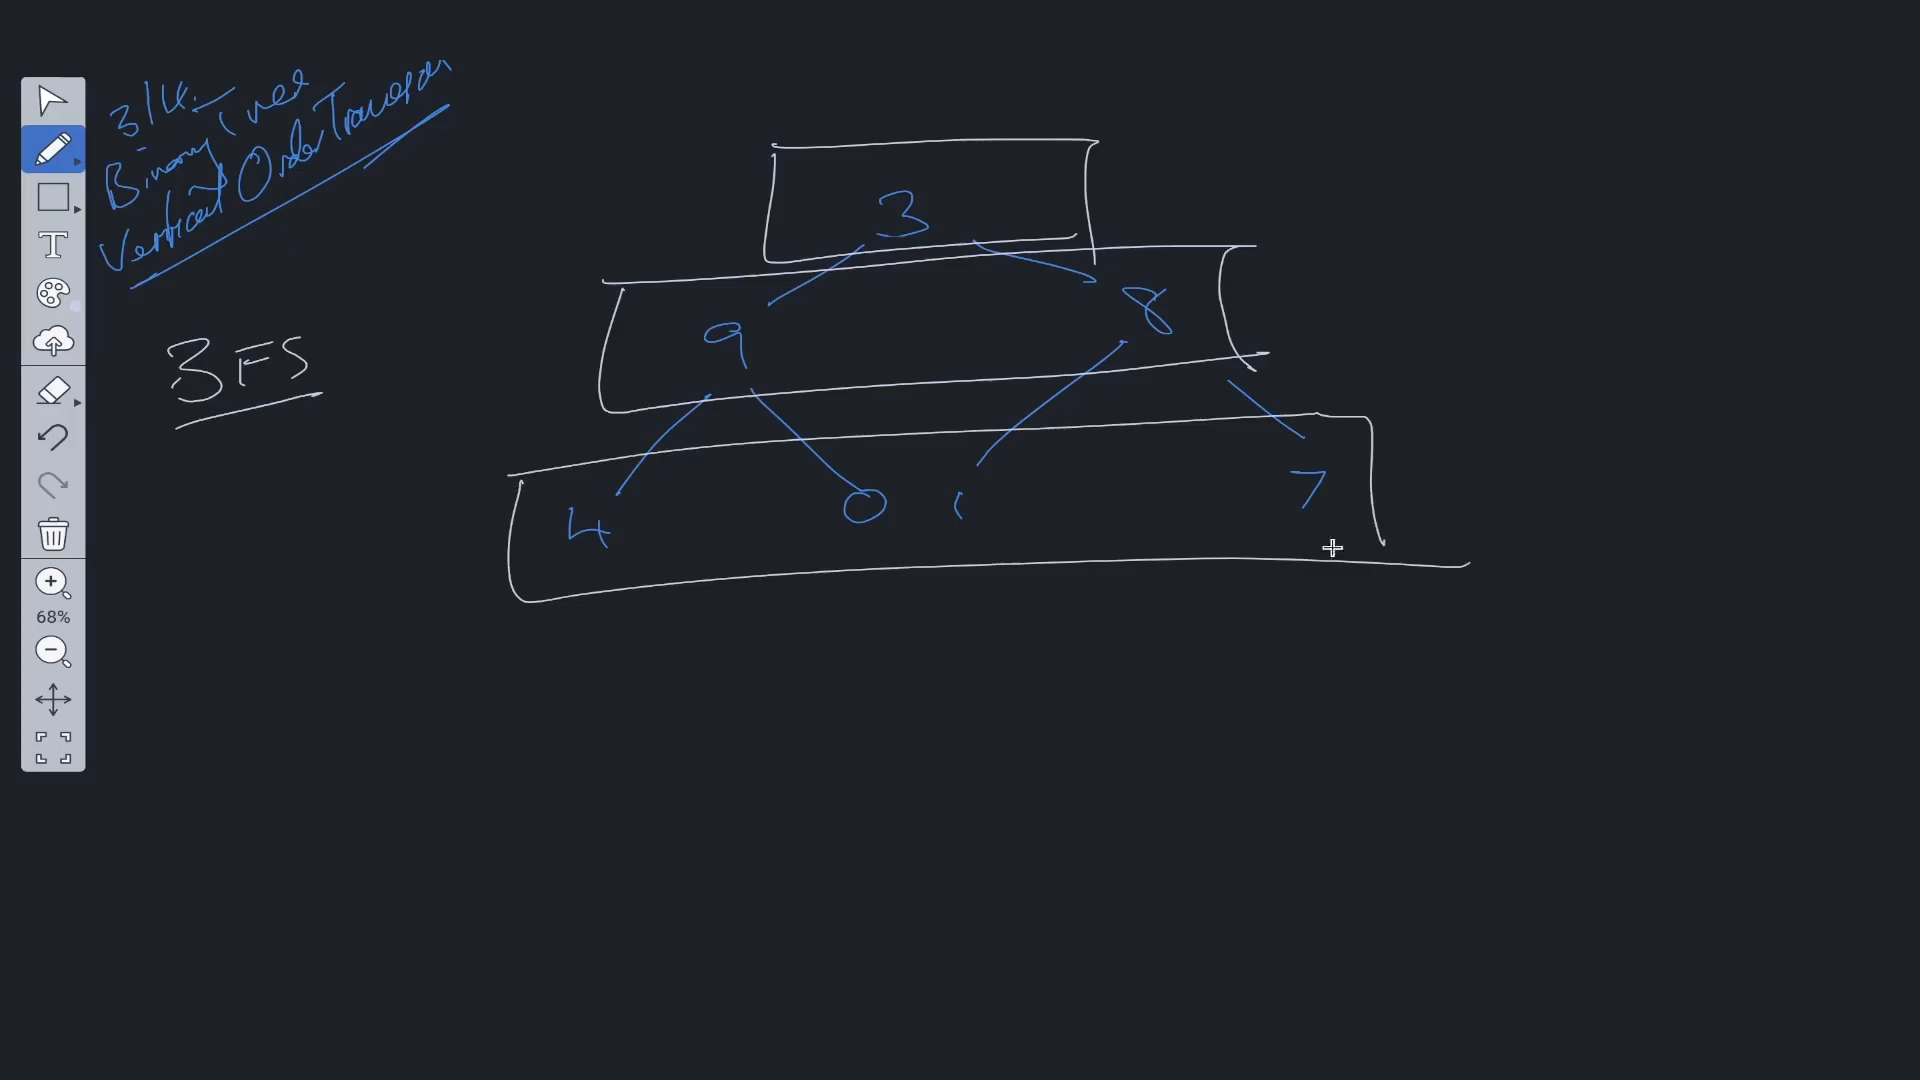 314.
Binary Tree
Vertical Order Traversal
BFS
3
9 8
4 0 1 7
T
68%